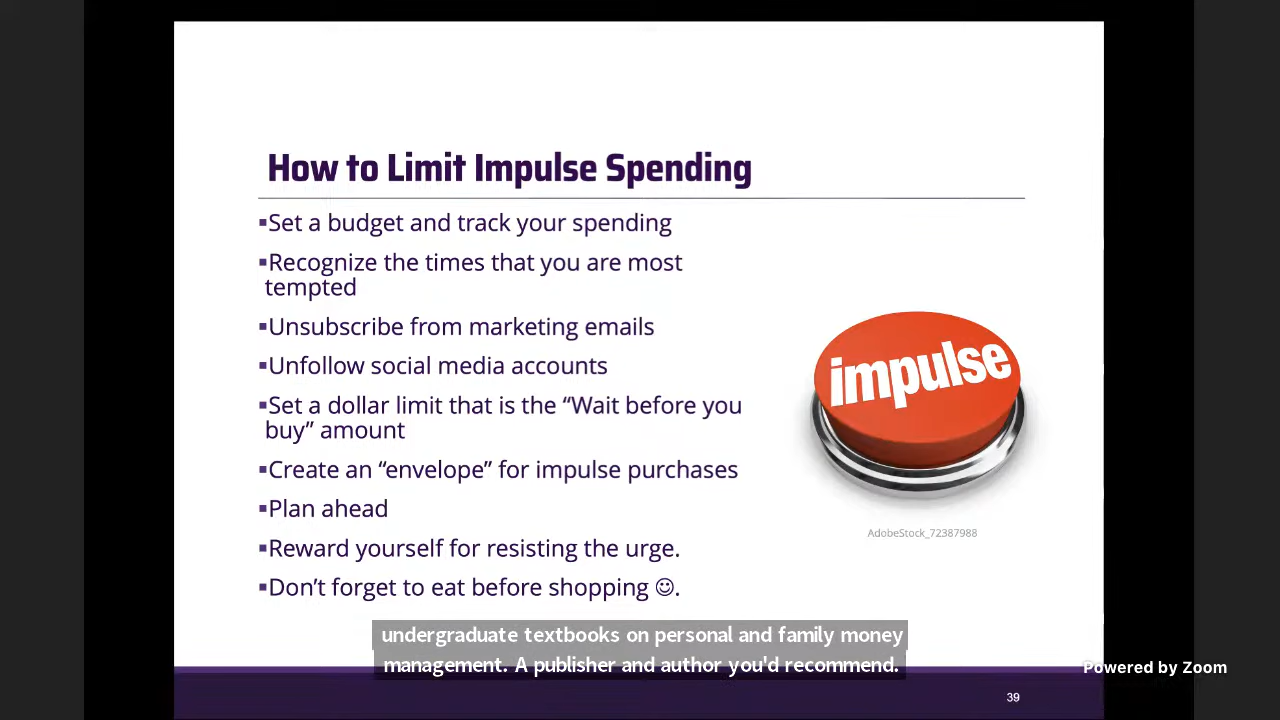 How to Limit Impulse Spending
▪Set a budget and track your spending
▪Recognize the times that you are most
tempted
▪Unsubscribe from marketing emails
▪Unfollow social media accounts
▪Set a dollar limit that is the “Wait before you
buy” amount
▪Create an “envelope” for impulse purchases
▪Plan ahead
▪Reward yourself for resisting the urge.
▪Don’t forget to eat before shopping ☺.
impulse
AdobeStock_72387988
undergraduate textbooks on personal and family money
management. A publisher and author you'd recommend.
Powered by Zoom
39